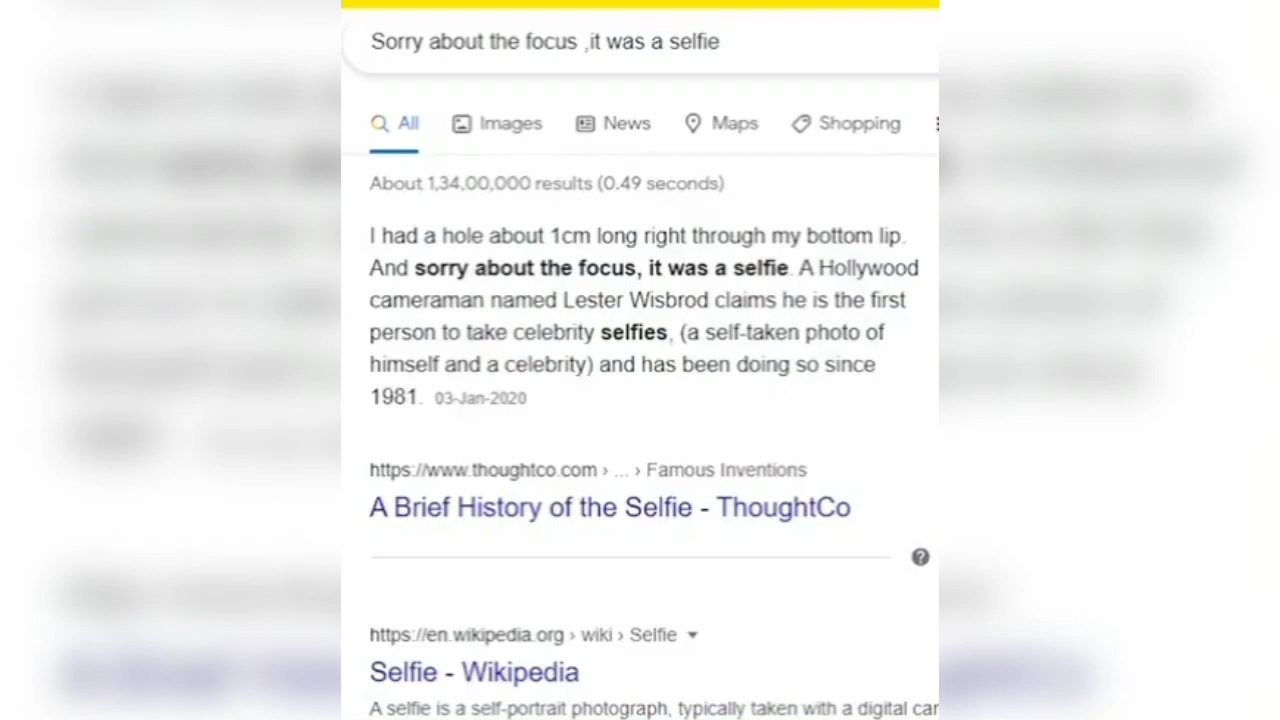 Sorry about the focus ,it was a selfie
All Images News Maps Shopping
About 1,34,00,000 results (0.49 seconds)
I had a hole about 1cm long right through my bottom lip.
And sorry about the focus, it was a selfie. A Hollywood
cameraman named Lester Wisbrod claims he is the first
person to take celebrity selfies, (a self-taken photo of
himself and a celebrity) and has been doing so since
1981. 03-Jan-2020
https://www.thoughtco.com › ... › Famous Inventions
A Brief History of the Selfie - ThoughtCo
https://en.wikipedia.org › wiki › Selfie
Selfie - Wikipedia
A selfie is a self-portrait photograph, typically taken with a digital car